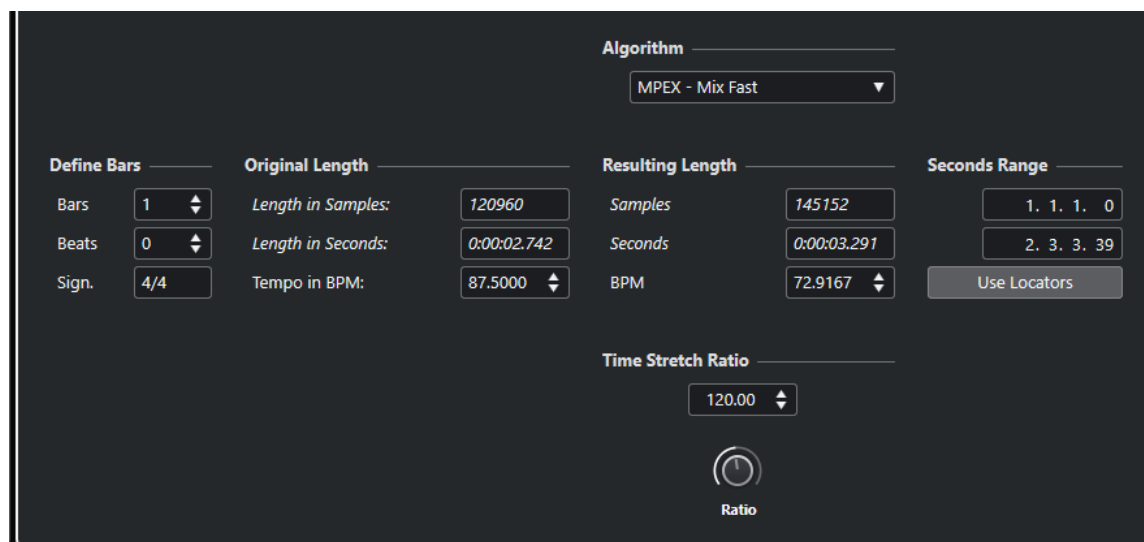 Algorithm
MPEX - Mix Fast
Define Bars
Bars 1
Beats 0
Sign. 4/4
Original Length
Length in Samples: 120960
Length in Seconds: 0:00:02.742
Tempo in BPM: 87.5000
Resulting Length
Samples 145152
Seconds 0:00:03.291
BPM 72.9167
Seconds Range
1. 1. 1. 0
2. 3. 3. 39
Use Locators
Time Stretch Ratio
120.00
Ratio